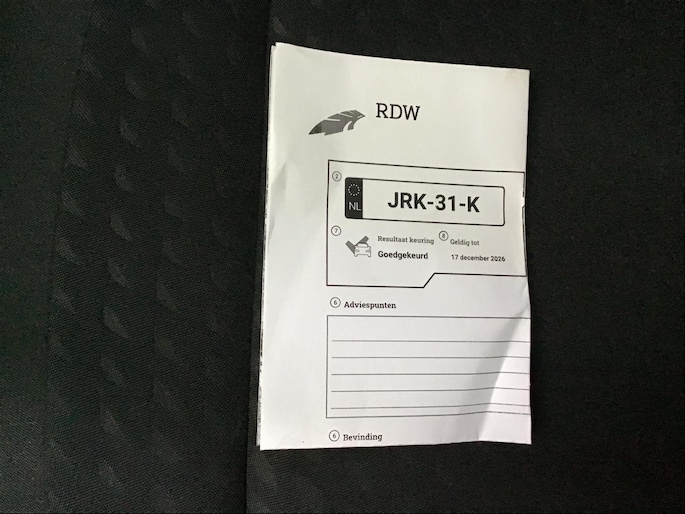 RDW
2
NL
JRK-31-K
7 Resultaat keuring 8 Geldig tot
Goedgekeurd 17 december 2026
6 Adviespunten
6 Bevinding